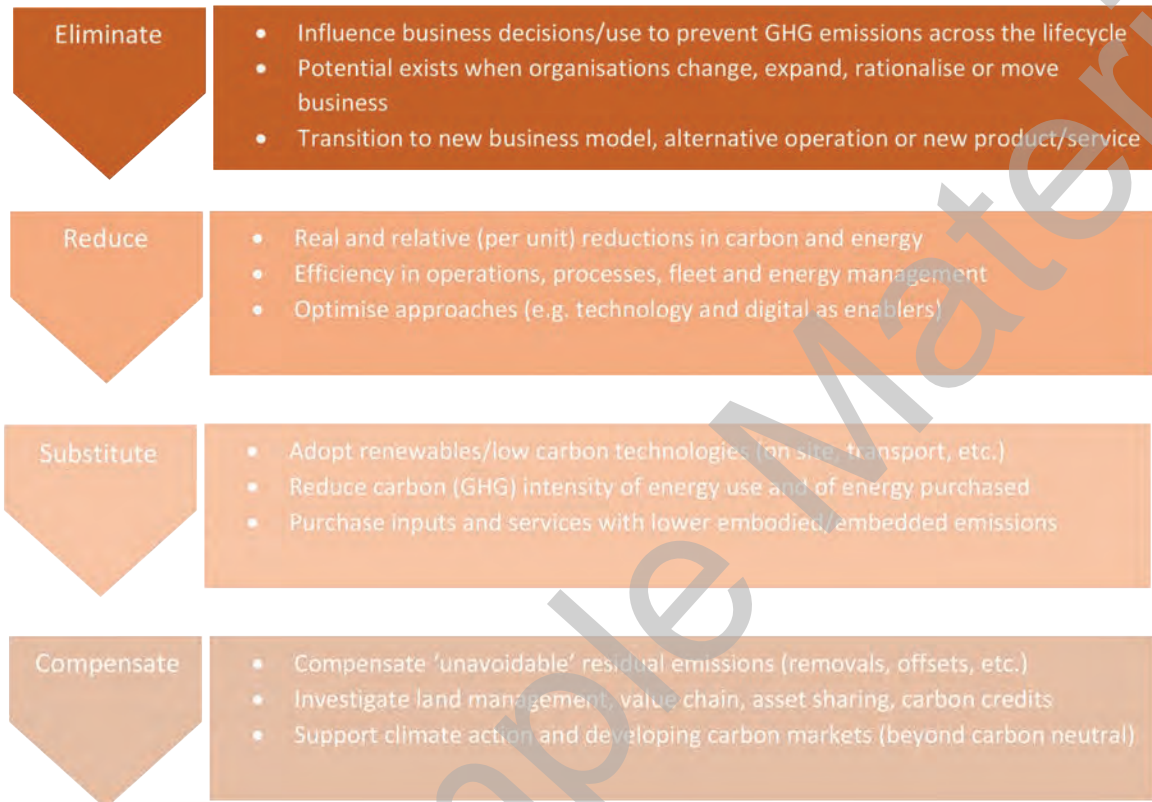 Eliminate
• Influence business decisions/use to prevent GHG emissions across the lifecycle
• Potential exists when organisations change, expand, rationalise or move
business
• Transition to new business model, alternative operation or new product/service
Reduce
• Real and relative (per unit) reductions in carbon and energy
• Efficiency in operations, processes, fleet and energy management
• Optimise approaches (e.g. technology and digital as enablers)
Substitute
• Adopt renewables/low carbon technologies (on site, transport, etc.)
• Reduce carbon (GHG) intensity of energy use and of energy purchased
• Purchase inputs and services with lower embodied/embedded emissions
Compensate
• Compensate ‘unavoidable’ residual emissions (removals, offsets, etc.)
• Investigate land management, value chain, asset sharing, carbon credits
• Support climate action and developing carbon markets (beyond carbon neutral)
mple Materi